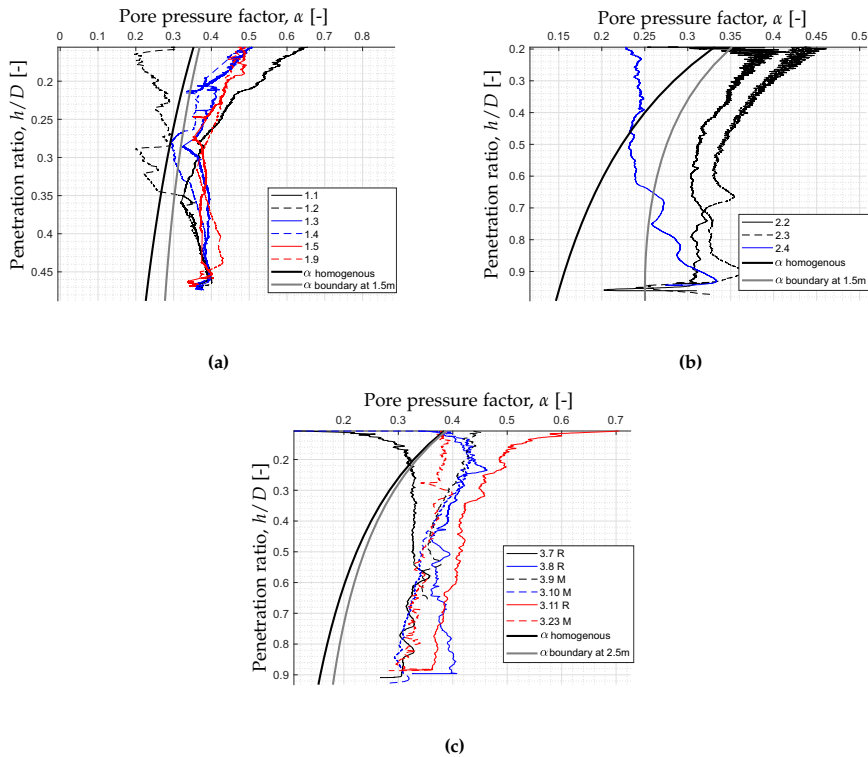 Pore pressure factor, α [-]
0 0.1 0.2 0.3 0.4 0.5 0.6 0.7 0.8
Penetration ratio, h/D [-]
0.2
0.25
0.3
0.35
0.4
0.45
1.1
1.2
1.3
1.4
1.5
1.9
α homogenous
α boundary at 1.5m
(a)
Pore pressure factor, α [-]
0.15 0.2 0.25 0.3 0.35 0.4 0.45 0.5
Penetration ratio, h/D [-]
0.2
0.3
0.4
0.5
0.6
0.7
0.8
0.9
2.2
2.3
2.4
α homogenous
α boundary at 1.5m
(b)
Pore pressure factor, α [-]
0.2 0.3 0.4 0.5 0.6 0.7
Penetration ratio, h/D [-]
0.2
0.3
0.4
0.5
0.6
0.7
0.8
0.9
3.7 R
3.8 R
3.9 M
3.10 M
3.11 R
3.23 M
α homogenous
α boundary at 2.5m
(c)